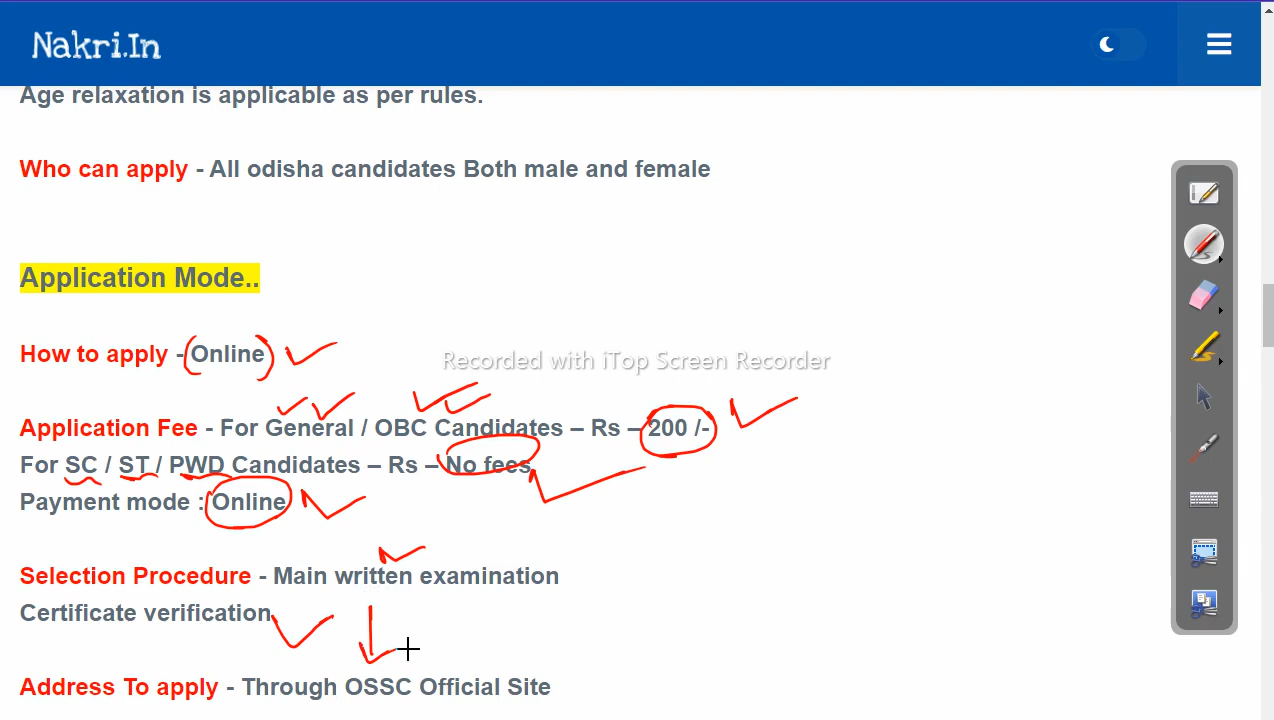 Nakri.In
Age relaxation is applicable as per rules.
Who can apply - All odisha candidates Both male and female
Application Mode..
How to apply - Online
Recorded with iTop Screen Recorder
Application Fee - For General / OBC Candidates – Rs – 200 /-
For SC / ST / PWD Candidates – Rs – No fees
Payment mode : Online
Selection Procedure - Main written examination
Certificate verification
Address To apply - Through OSSC Official Site